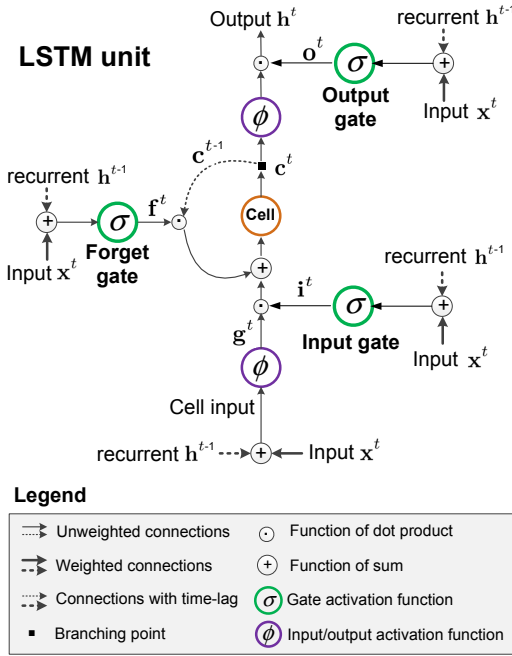 Output h^t
recurrent h^{t-1}
LSTM unit
o^t
σ
Output gate
Input x^t
ϕ
c^{t-1}
c^t
recurrent h^{t-1}
f^t
σ
Cell
Forget gate
Input x^t
recurrent h^{t-1}
i^t
σ
g^t
Input gate
ϕ
Input x^t
Cell input
recurrent h^{t-1}
Input x^t
Legend
Unweighted connections
Function of dot product
Weighted connections
Function of sum
Connections with time-lag
σ Gate activation function
Branching point
ϕ Input/output activation function